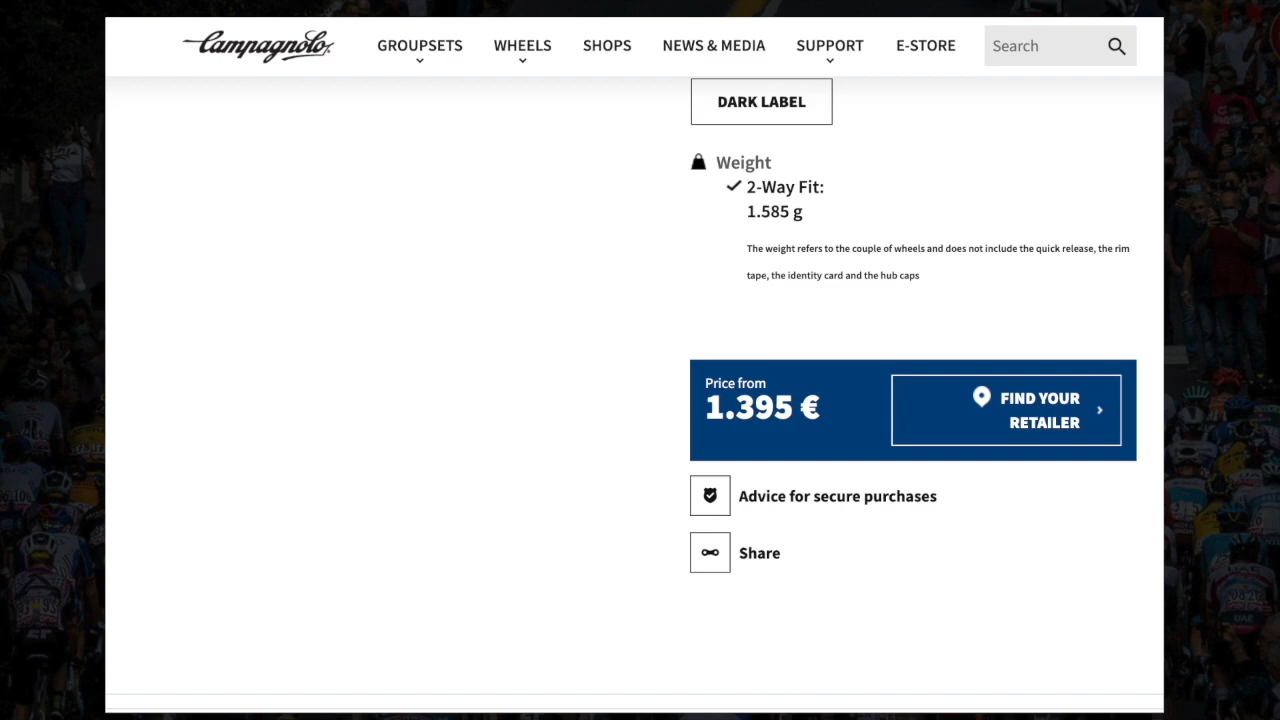 Campagnolo
GROUPSETS
WHEELS
SHOPS
NEWS & MEDIA
SUPPORT
E-STORE
Search
DARK LABEL
Weight
2-Way Fit:
1.585 g
The weight refers to the couple of wheels and does not include the quick release, the rim
tape, the identity card and the hub caps
Price from
1.395 €
FIND YOUR
RETAILER
Advice for secure purchases
Share